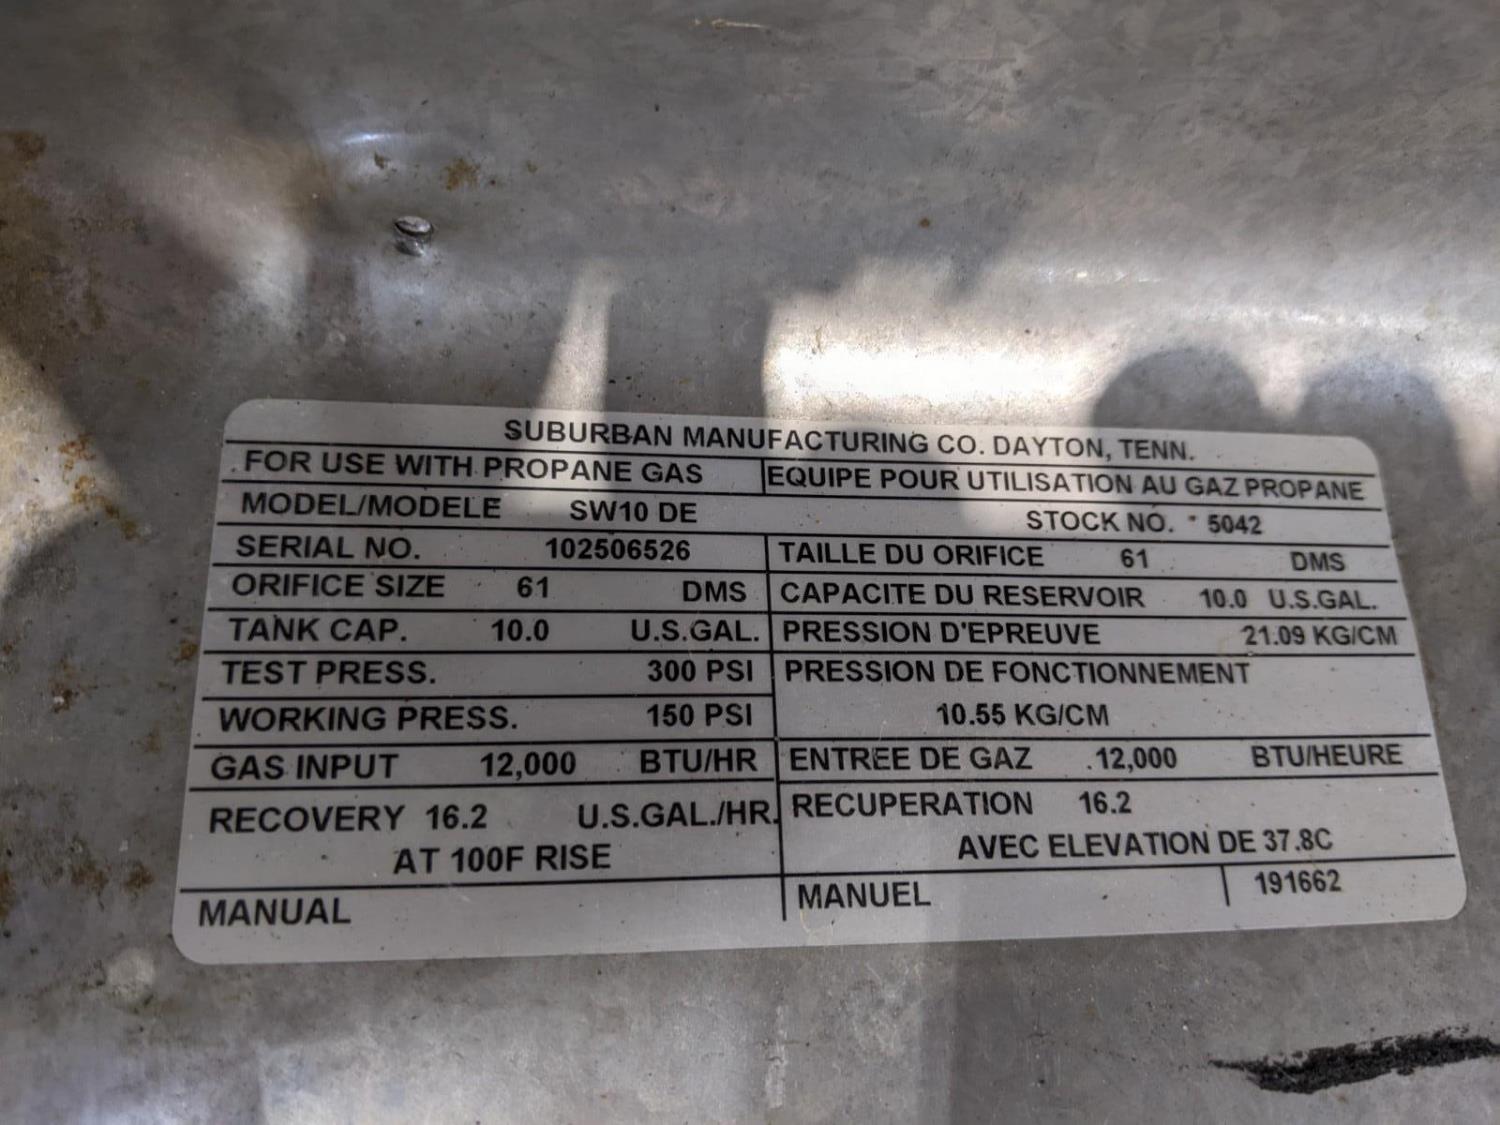 SUBURBAN MANUFACTURING CO. DAYTON, TENN.
FOR USE WITH PROPANE GAS EQUIPE POUR UTILISATION AU GAZ PROPANE
MODEL/MODELE SW10 DE STOCK NO. 5042
SERIAL NO. 102506526 TAILLE DU ORIFICE 61 DMS
ORIFICE SIZE 61 DMS CAPACITE DU RESERVOIR 10.0 U.S.GAL.
TANK CAP. 10.0 U.S.GAL. PRESSION D'EPREUVE 21.09 KG/CM
TEST PRESS. 300 PSI PRESSION DE FONCTIONNEMENT
WORKING PRESS. 150 PSI 10.55 KG/CM
GAS INPUT 12,000 BTU/HR ENTREE DE GAZ 12,000 BTU/HEURE
RECOVERY 16.2 U.S.GAL./HR. RECUPERATION 16.2
AT 100F RISE AVEC ELEVATION DE 37.8C
MANUAL MANUEL 191662